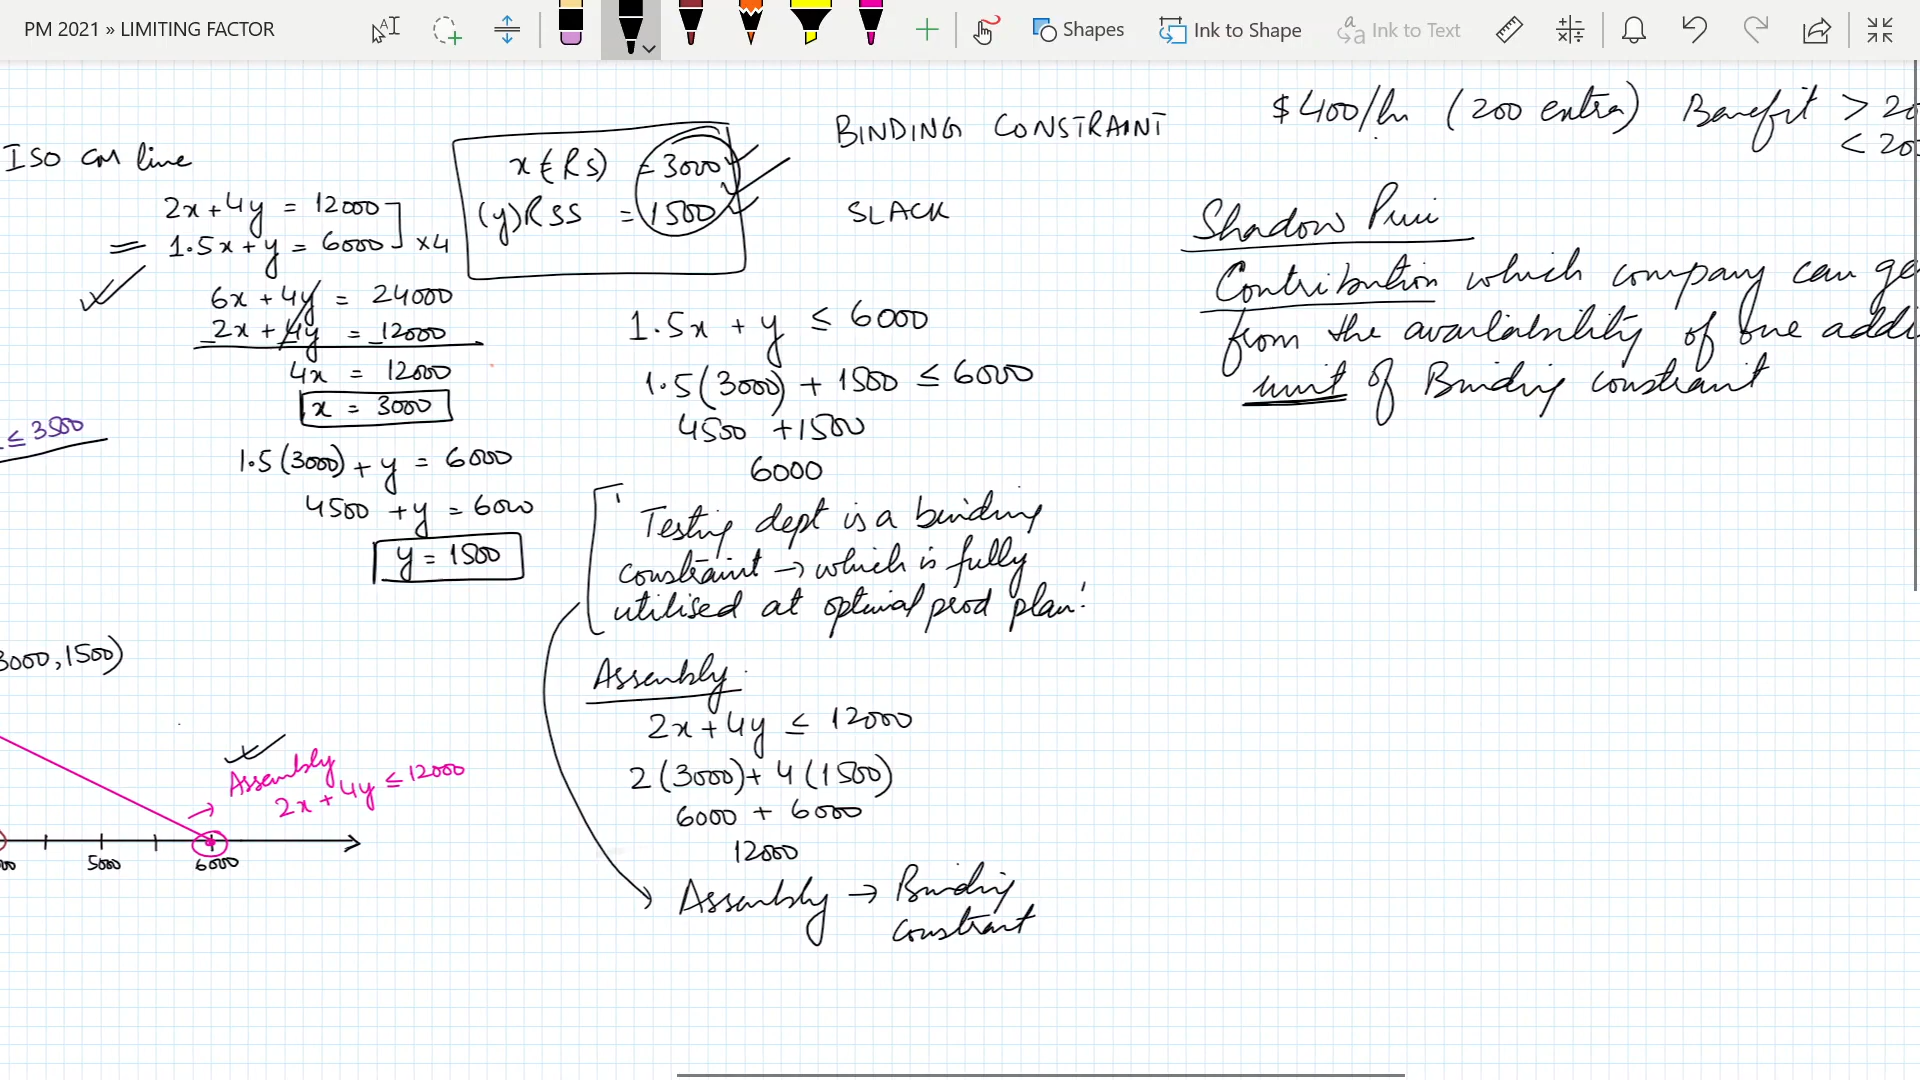 PM 2021 » LIMITING FACTOR
Shapes
Ink to Shape
Ink to Text
ISO CM line
2x+4y = 12000
1.5x+y = 6000 ×4
6x + 4y = 24000
2x + 4y = 12000
4x = 12000
x = 3000
≤ 3500
1.5(3000) + y = 6000
4500 + y = 6000
y = 1500
3000, 1500)
Assembly
2x + 4y ≤ 12000
5000
6000
x (RS) = 3000
(y) RSS = 1500
BINDING CONSTRAINT
SLACK
1.5x + y ≤ 6000
1.5(3000) + 1500 ≤ 6000
4500 + 1500
6000
Testing dept is a binding
constraint → which is fully
utilised at optimal prod plan!
Assembly
2x + 4y ≤ 12000
2(3000) + 4(1500)
6000 + 6000
12000
Assembly → Binding
constraint
$400/hr (200 extra) Benefit > 20
< 200
Shadow Price
Contribution which company can ge
from the availability of one addi
unit of Binding constraint